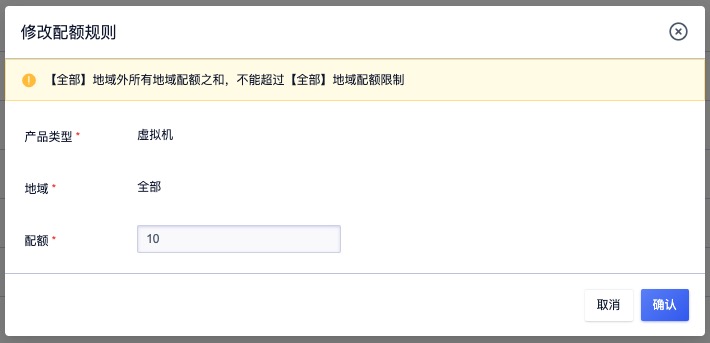 修改配额规则
【全部】地域外所有地域配额之和，不能超过【全部】地域配额限制
产品类型 * 虚拟机
地域 * 全部
配额 * 10
取消 确认